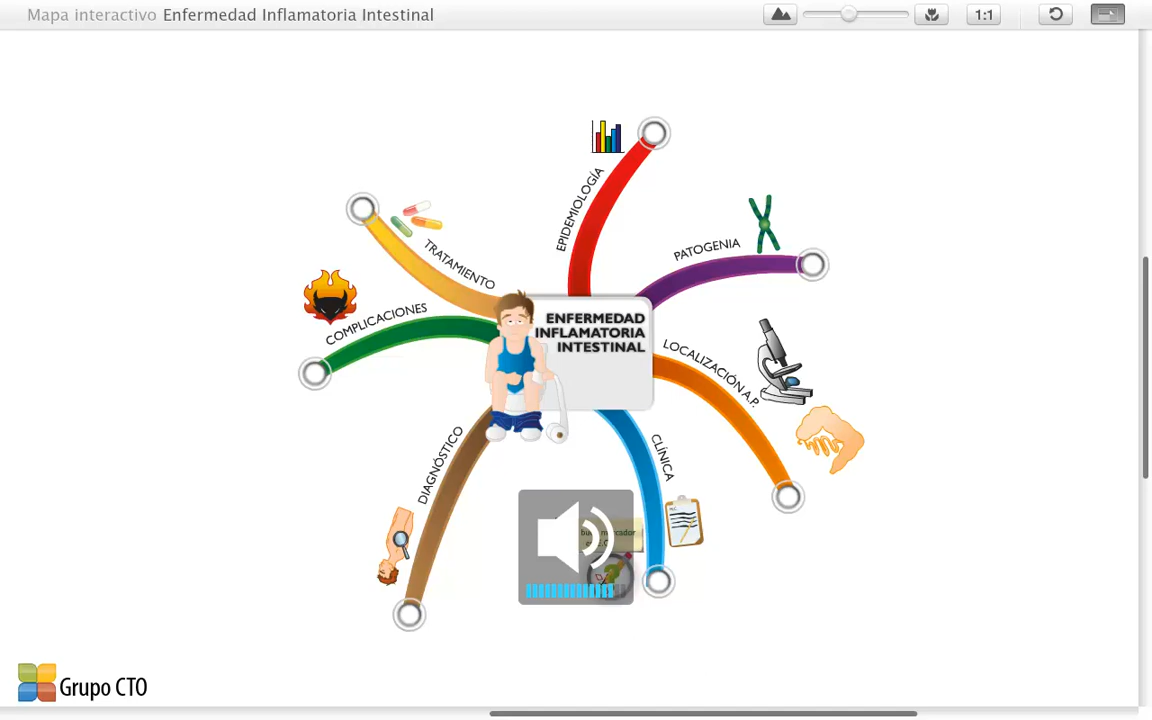 Mapa interactivo Enfermedad Inflamatoria Intestinal
1:1
EPIDEMIOLOGÍA
PATOGENIA
TRATAMIENTO
COMPLICACIONES
ENFERMEDAD
INFLAMATORIA
INTESTINAL
LOCALIZACIÓN A.P.
CLÍNICA
DIAGNÓSTICO
Grupo CTO